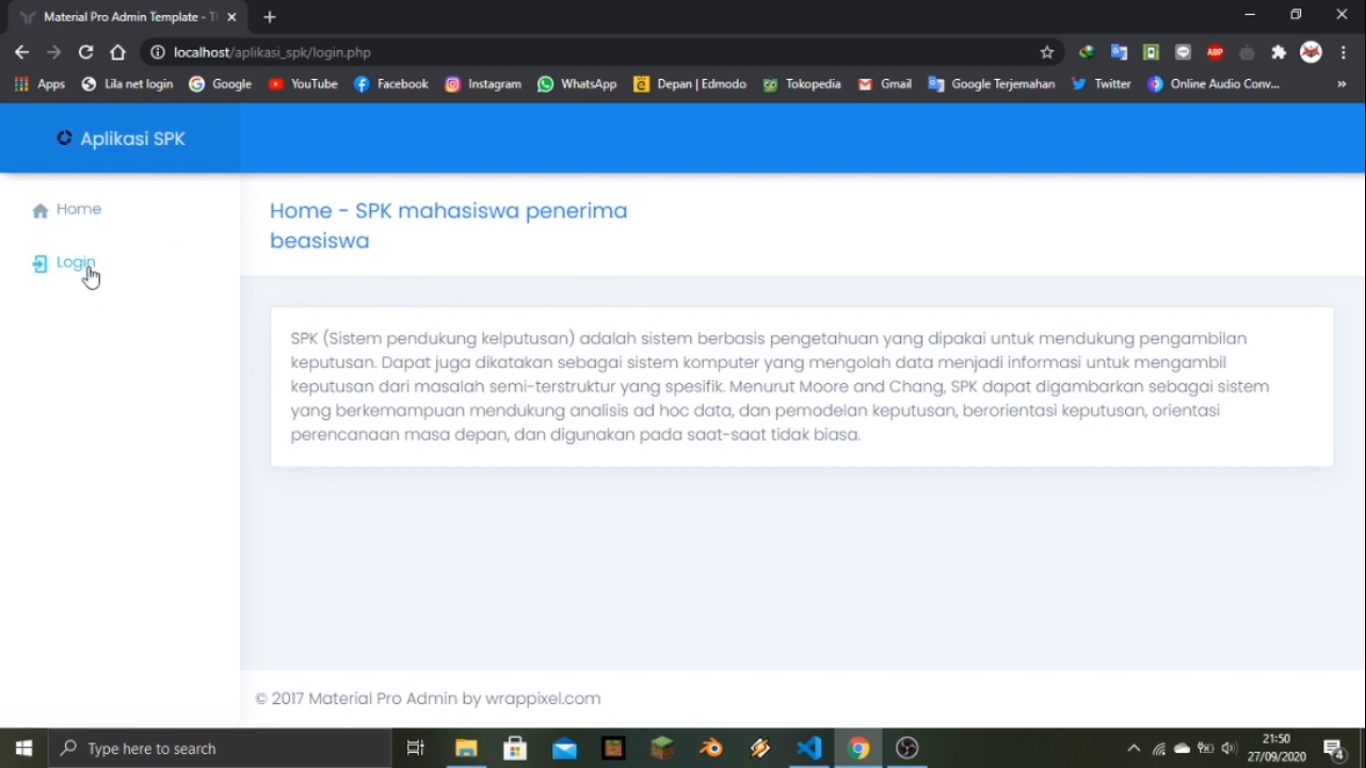 Material Pro Admin Template - T
localhost/aplikasi_spk/login.php
Apps Lila net login Google YouTube Facebook Instagram WhatsApp Depan | Edmodo Tokopedia Gmail Google Terjemahan Twitter Online Audio Conv... »
ABP
Aplikasi SPK
Home
Login
Home - SPK mahasiswa penerima
beasiswa
SPK (Sistem pendukung kelputusan) adalah sistem berbasis pengetahuan yang dipakai untuk mendukung pengambilan
keputusan. Dapat juga dikatakan sebagai sistem komputer yang mengolah data menjadi informasi untuk mengambil
keputusan dari masalah semi-terstruktur yang spesifik. Menurut Moore and Chang, SPK dapat digambarkan sebagai sistem
yang berkemampuan mendukung analisis ad hoc data, dan pemodelan keputusan, berorientasi keputusan, orientasi
perencanaan masa depan, dan digunakan pada saat-saat tidak biasa.
© 2017 Material Pro Admin by wrappixel.com
Type here to search
21:50
27/09/2020
4